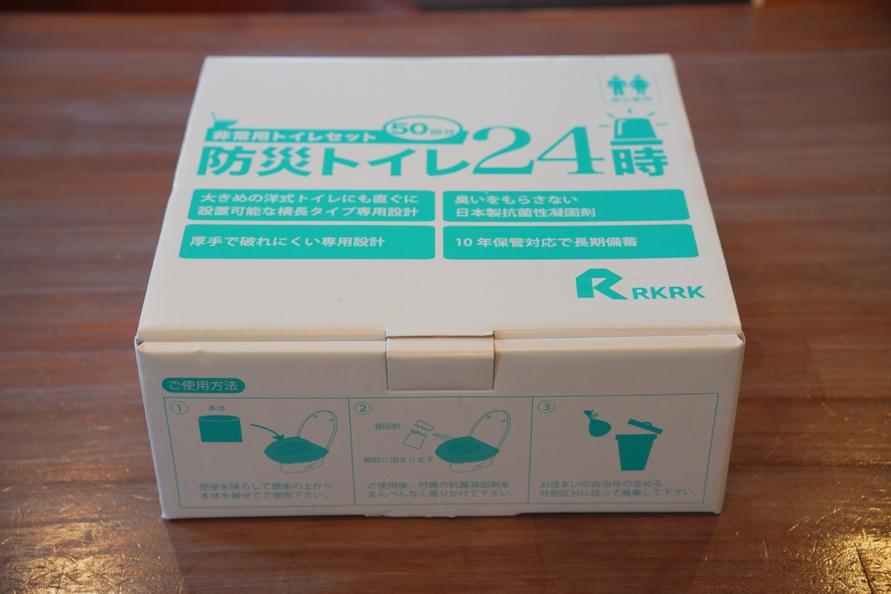 非常用トイレセット
50回分
防災トイレ24時
大きめの洋式トイレにも直ぐに
設置可能な横長タイプ専用設計
臭いをもらさない
日本製抗菌性凝固剤
厚手で破れにくい専用設計
10年保管対応で長期備蓄
RKRK
ご使用方法
1
本体
便座を降ろして便座の上から
本体を被せてご使用下さい。
2
凝固剤
瞬時に固まります
ご使用後、付属の抗菌凝固剤を
まんべんなく振りかけて下さい。
3
お住まいの自治体の定める
分別区分に従って廃棄して下さい。